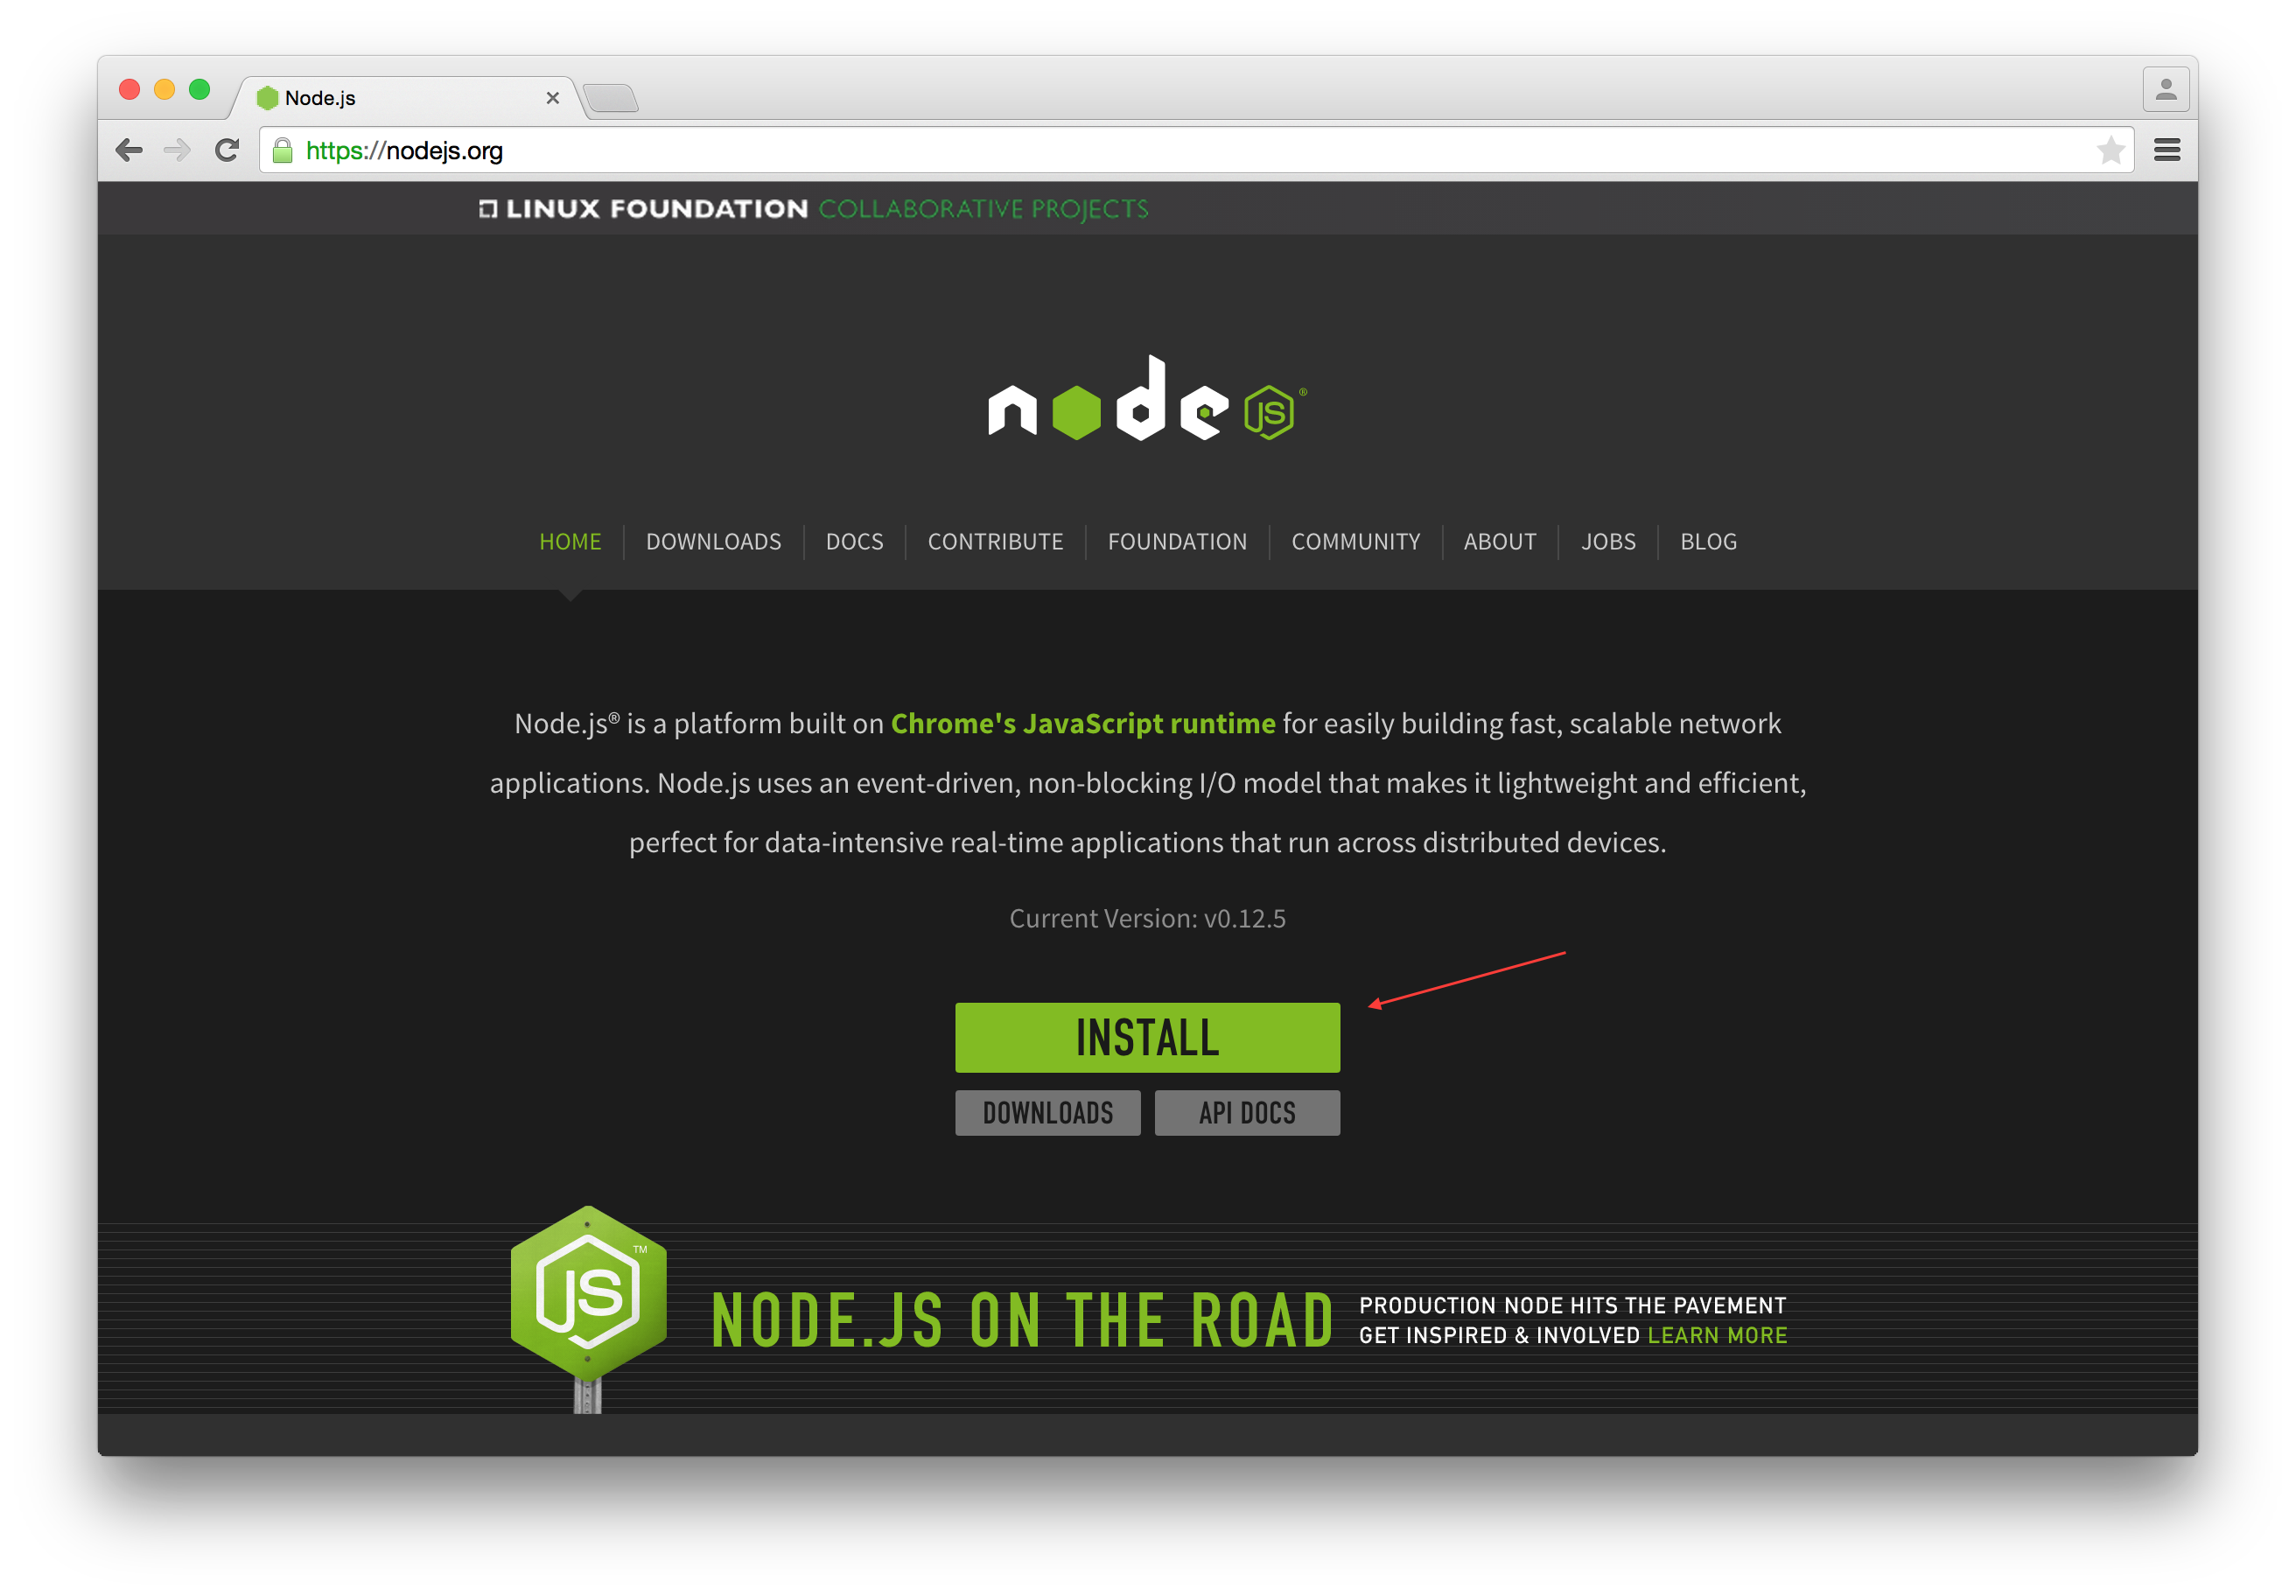 Node.js
https://nodejs.org
LINUX FOUNDATION COLLABORATIVE PROJECTS
node JS ®
HOME DOWNLOADS DOCS CONTRIBUTE FOUNDATION COMMUNITY ABOUT JOBS BLOG
Node.js® is a platform built on Chrome's JavaScript runtime for easily building fast, scalable network
applications. Node.js uses an event-driven, non-blocking I/O model that makes it lightweight and efficient,
perfect for data-intensive real-time applications that run across distributed devices.
Current Version: v0.12.5
INSTALL
DOWNLOADS API DOCS
JS TM
NODE.JS ON THE ROAD
PRODUCTION NODE HITS THE PAVEMENT
GET INSPIRED & INVOLVED LEARN MORE